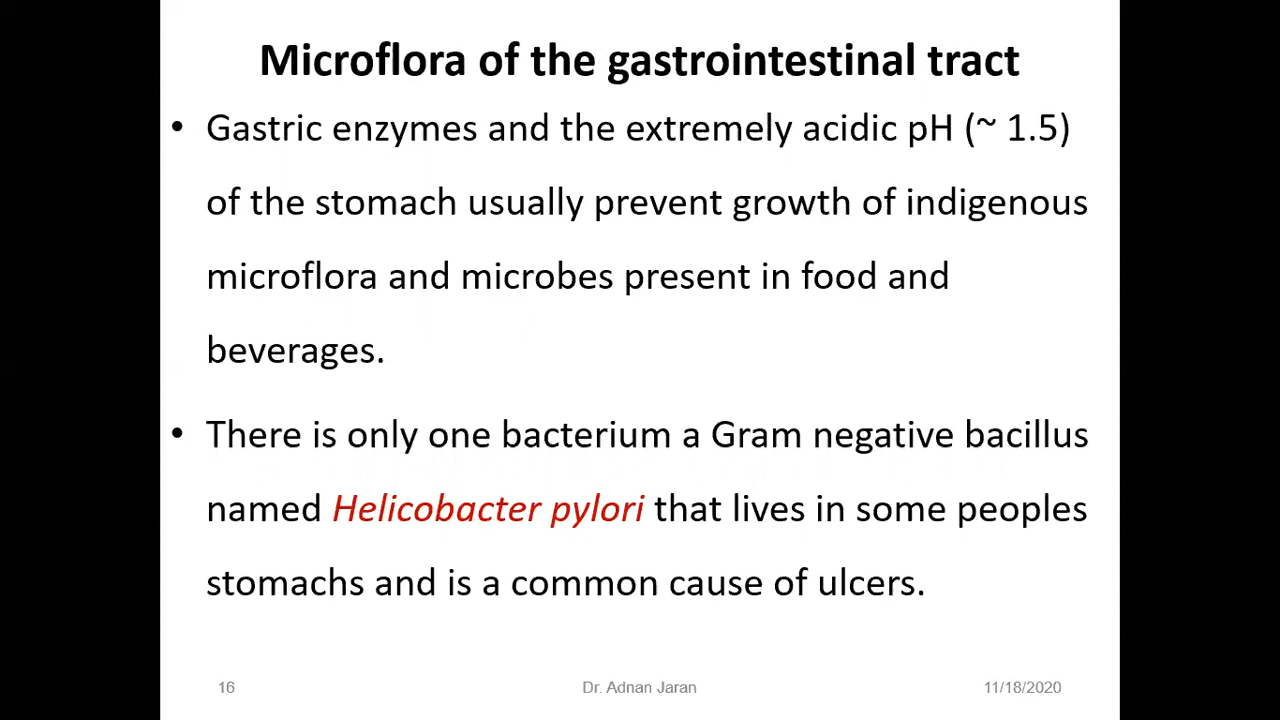 Microflora of the gastrointestinal tract
• Gastric enzymes and the extremely acidic pH (~ 1.5)
of the stomach usually prevent growth of indigenous
microflora and microbes present in food and
beverages.
• There is only one bacterium a Gram negative bacillus
named Helicobacter pylori that lives in some peoples
stomachs and is a common cause of ulcers.
16 Dr. Adnan Jaran 11/18/2020